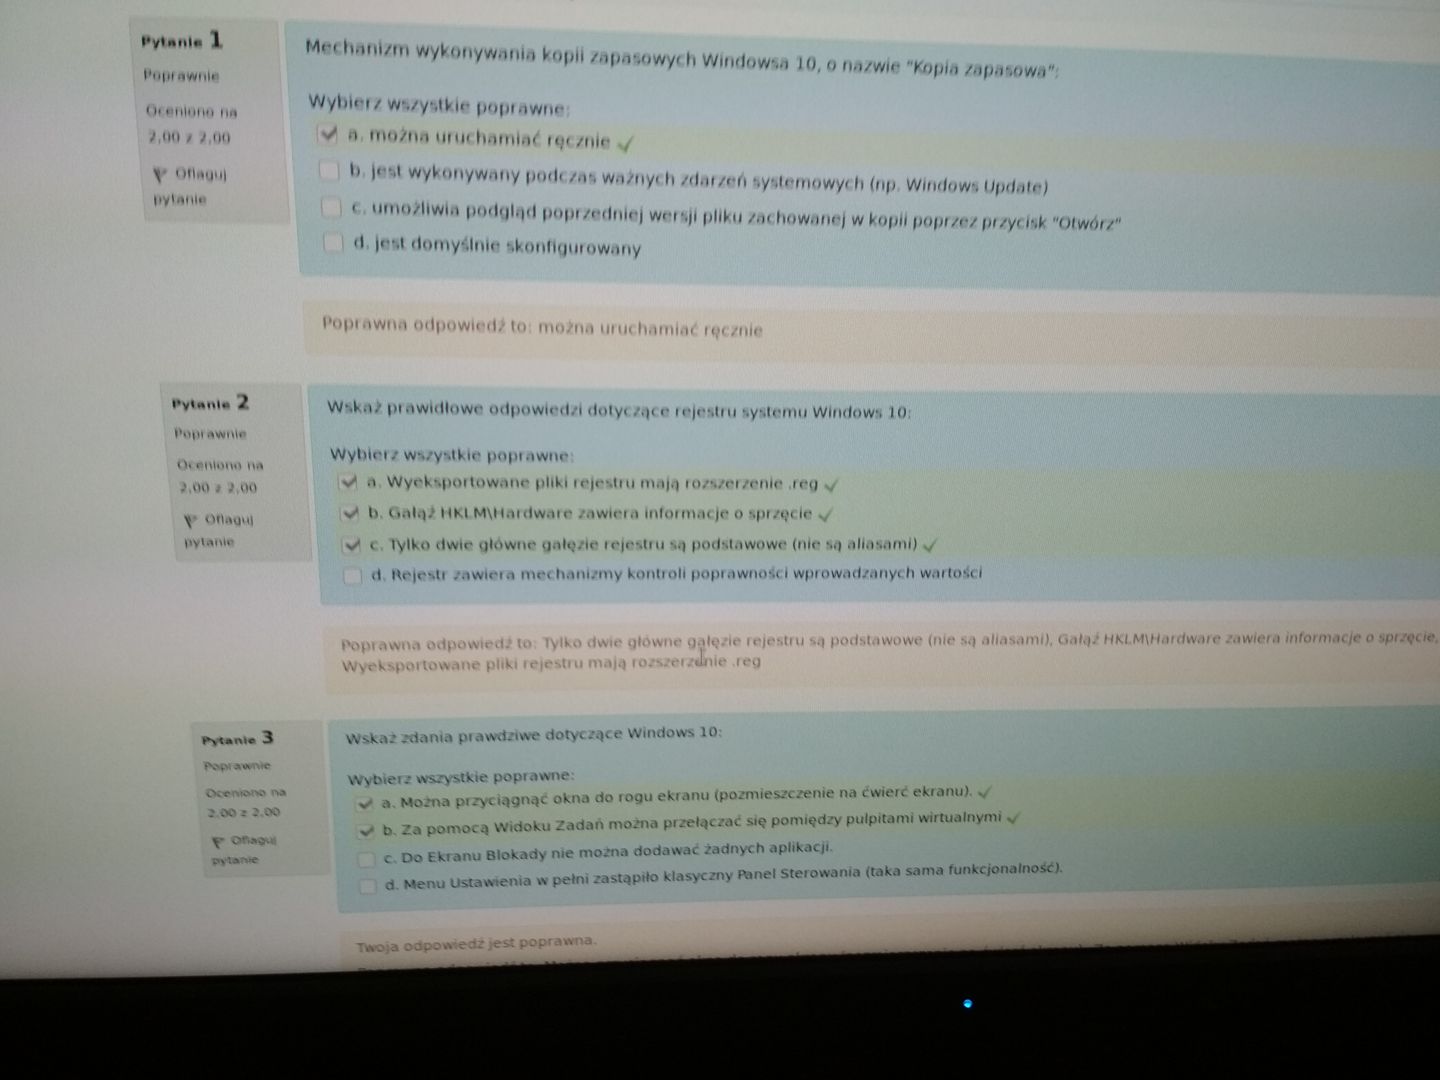 Pytanie 1
Poprawnie
Oceniono na
2,00 z 2,00
Oflaguj
pytanie
Mechanizm wykonywania kopii zapasowych Windowsa 10, o nazwie "Kopia zapasowa":
Wybierz wszystkie poprawne:
a. można uruchamiać ręcznie
b. jest wykonywany podczas ważnych zdarzeń systemowych (np. Windows Update)
c. umożliwia podgląd poprzedniej wersji pliku zachowanej w kopii poprzez przycisk "Otwórz"
d. jest domyślnie skonfigurowany
Poprawna odpowiedź to: można uruchamiać ręcznie
Pytanie 2
Poprawnie
Oceniono na
2,00 z 2,00
Oflaguj
pytanie
Wskaż prawidłowe odpowiedzi dotyczące rejestru systemu Windows 10:
Wybierz wszystkie poprawne:
a. Wyeksportowane pliki rejestru mają rozszerzenie .reg
b. Gałąź HKLM\Hardware zawiera informacje o sprzęcie
c. Tylko dwie główne gałęzie rejestru są podstawowe (nie są aliasami)
d. Rejestr zawiera mechanizmy kontroli poprawności wprowadzanych wartości
Poprawna odpowiedź to: Tylko dwie główne gałęzie rejestru są podstawowe (nie są aliasami), Gałąź HKLM\Hardware zawiera informacje o sprzęcie,
Wyeksportowane pliki rejestru mają rozszerzenie .reg
Pytanie 3
Poprawnie
Oceniono na
2,00 z 2,00
Oflaguj
pytanie
Wskaż zdania prawdziwe dotyczące Windows 10:
Wybierz wszystkie poprawne:
a. Można przyciągnąć okna do rogu ekranu (pozmieszczenie na ćwierć ekranu).
b. Za pomocą Widoku Zadań można przełączać się pomiędzy pulpitami wirtualnymi
c. Do Ekranu Blokady nie można dodawać żadnych aplikacji.
d. Menu Ustawienia w pełni zastąpiło klasyczny Panel Sterowania (taka sama funkcjonalność).
Twoja odpowiedź jest poprawna.